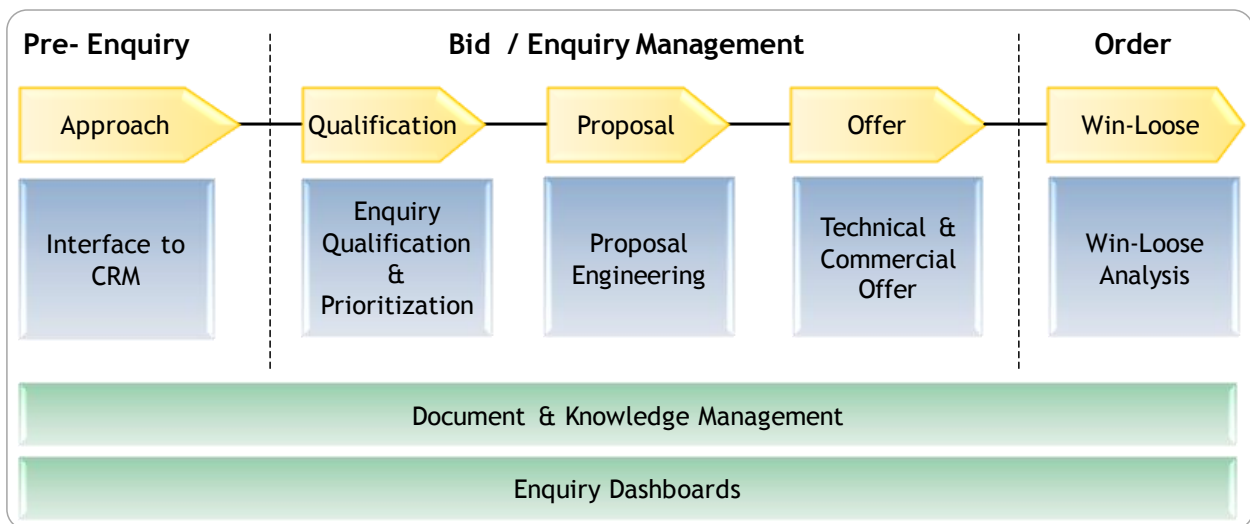 Pre- Enquiry
Bid / Enquiry Management
Order
Approach
Qualification
Proposal
Offer
Win-Loose
Interface to
CRM
Enquiry
Qualification
&
Prioritization
Proposal
Engineering
Technical &
Commercial
Offer
Win-Loose
Analysis
Document & Knowledge Management
Enquiry Dashboards